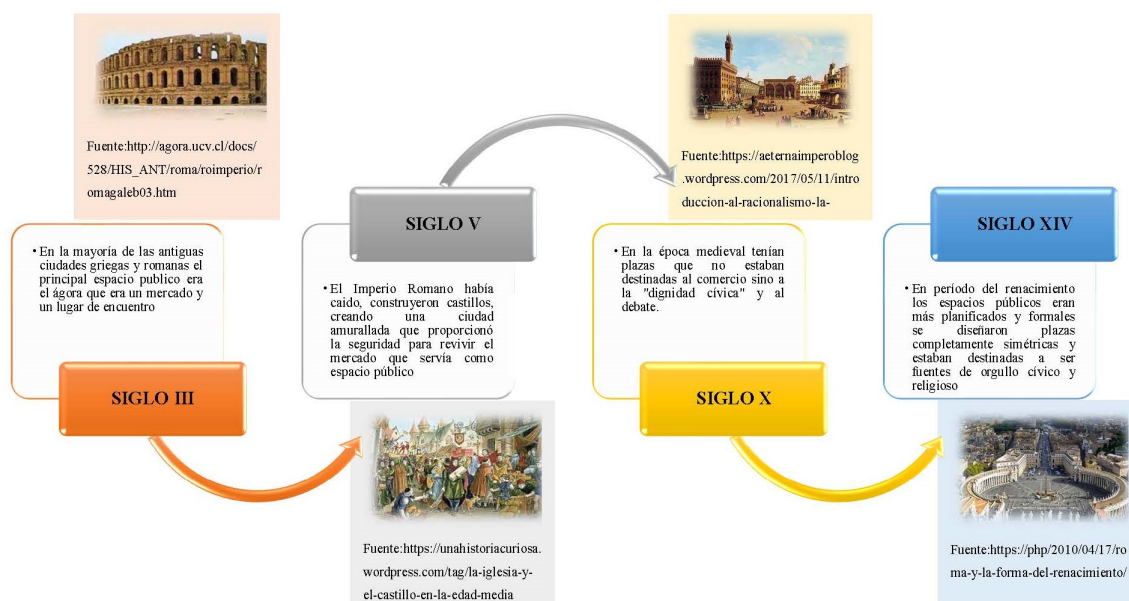 Fuente:http://agora.ucv.cl/docs/
528/HIS_ANT/roma/roimperio/r
omagaleb03.htm
• En la mayoría de las antiguas
ciudades griegas y romanas el
principal espacio publico era
el ágora que era un mercado y
un lugar de encuentro
SIGLO III
SIGLO V
• El Imperio Romano había
caido, construyeron castillos,
creando una ciudad
amurallada que proporcionó
la seguridad para revivir el
mercado que servía como
espacio público
Fuente:https://unahistoriacuriosa.
wordpress.com/tag/la-iglesia-y-
el-castillo-en-la-edad-media
Fuente:https://aeternaimperoblog
.wordpress.com/2017/05/11/intro
duccion-al-racionalismo-la-
• En la época medieval tenían
plazas que no estaban
destinadas al comercio sino a
la "dignidad cívica" y al
debate.
SIGLO X
SIGLO XIV
• En período del renacimiento
los espacios públicos eran
más planificados y formales
se diseñaron plazas
completamente simétricas y
estaban destinadas a ser
fuentes de orgullo cívico y
religioso
Fuente:https://php/2010/04/17/ro
ma-y-la-forma-del-renacimiento/